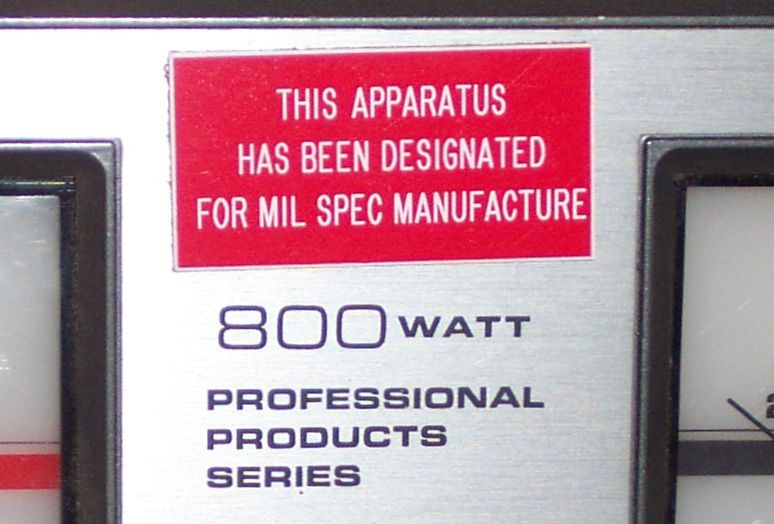 THIS APPARATUS
HAS BEEN DESIGNATED
FOR MIL SPEC MANUFACTURE
800 WATT
PROFESSIONAL
PRODUCTS
SERIES